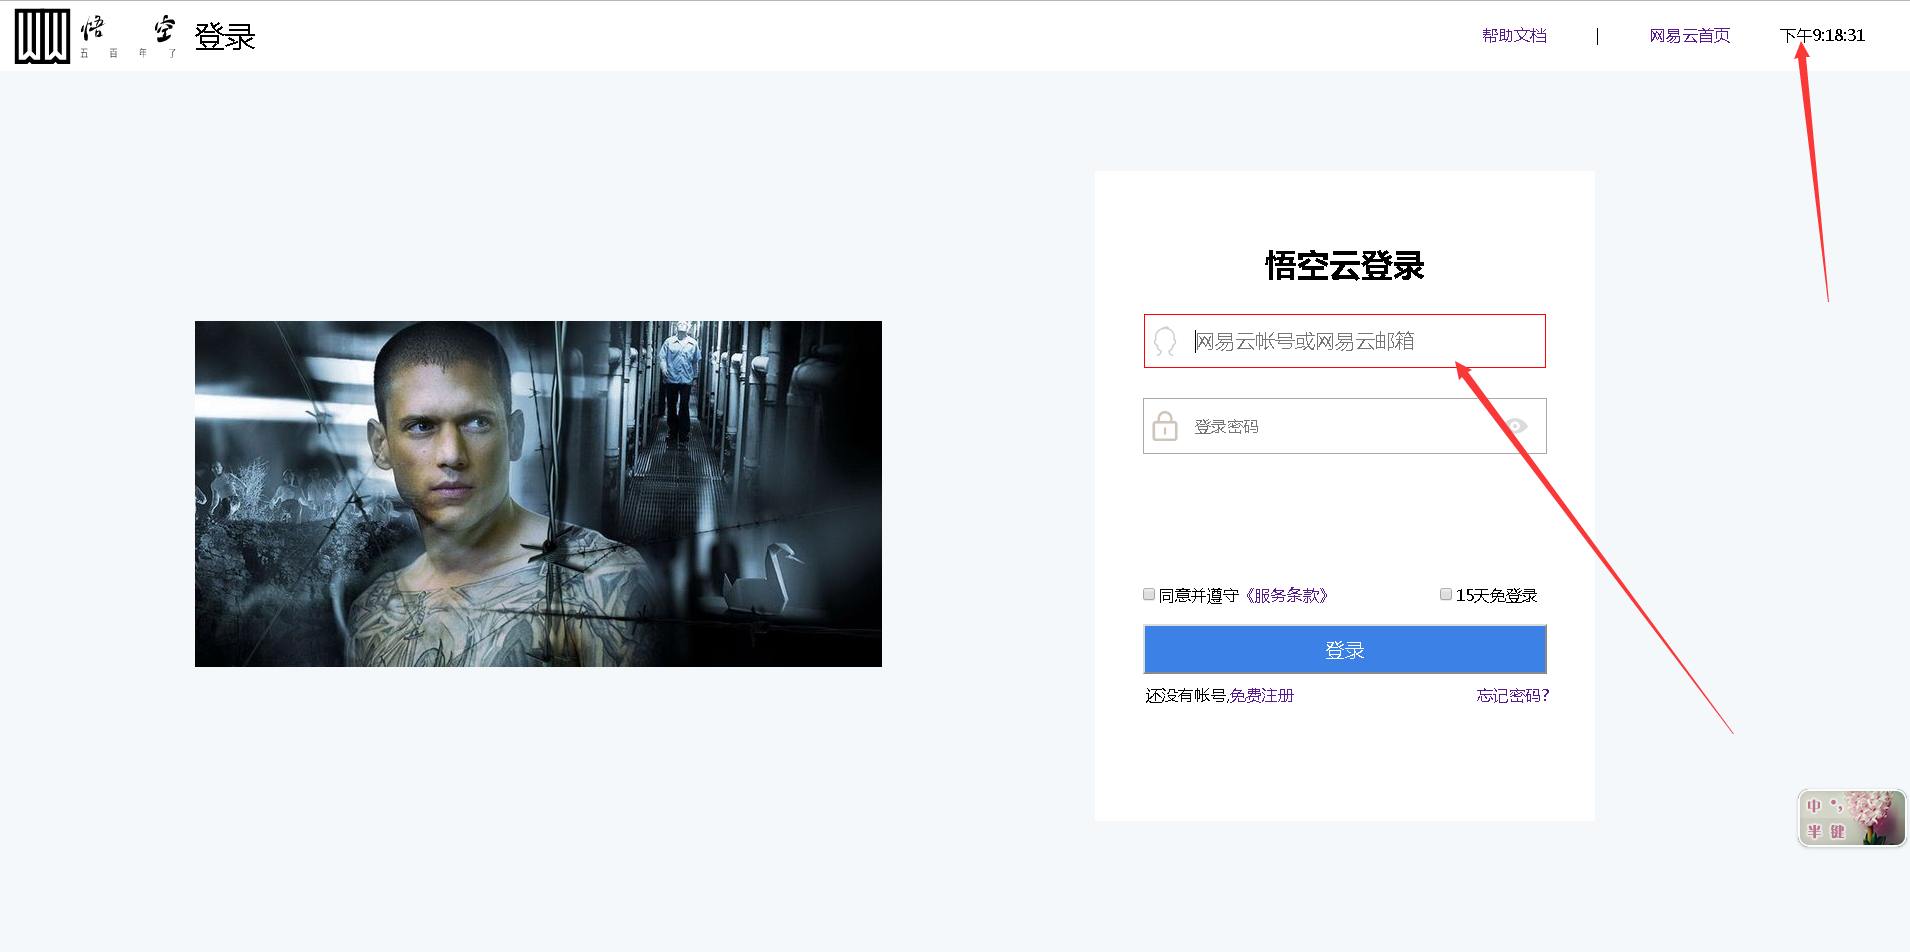 悟 空
五 百 年 了
登录
帮助文档 | 网易云首页 下午9:18:31
悟空云登录
网易云帐号或网易云邮箱
登录密码
同意并遵守《服务条款》 15天免登录
登录
还没有帐号,免费注册 忘记密码?
中 °,
半 键